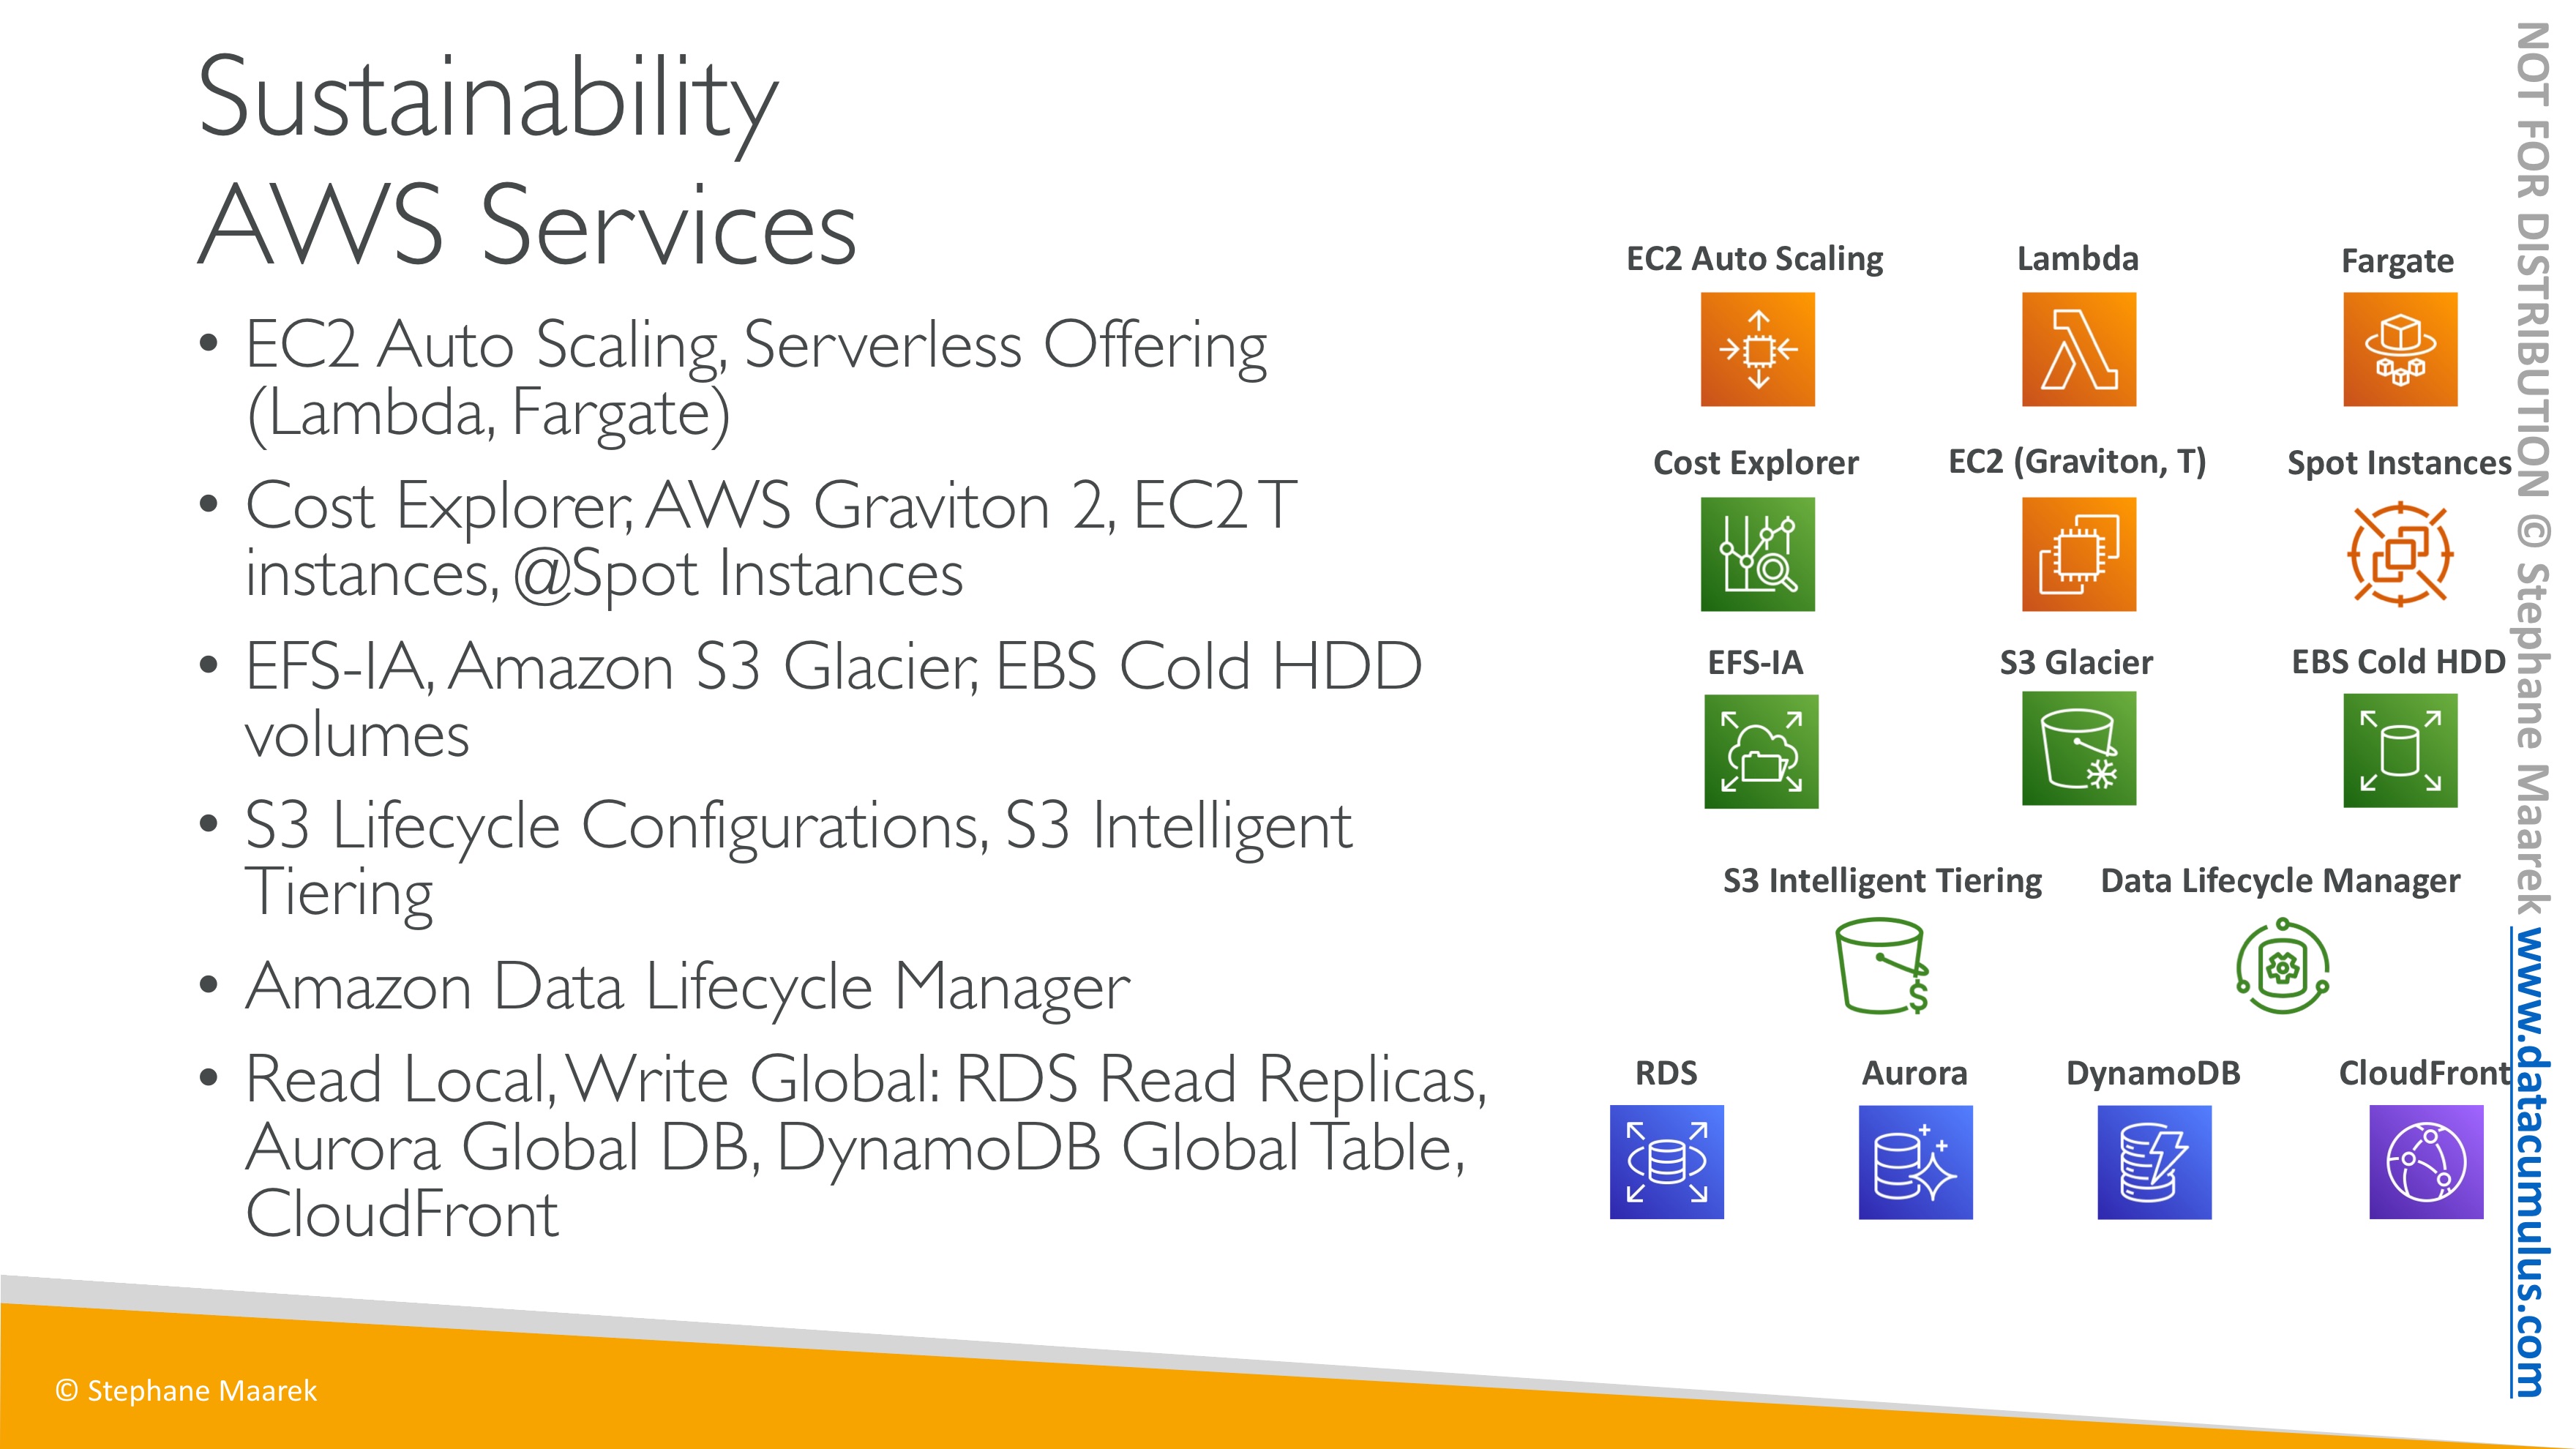 Sustainability
AWS Services
• EC2 Auto Scaling, Serverless Offering
(Lambda, Fargate)
• Cost Explorer, AWS Graviton 2, EC2 T
instances, @Spot Instances
• EFS-IA, Amazon S3 Glacier, EBS Cold HDD
volumes
• S3 Lifecycle Configurations, S3 Intelligent
Tiering
• Amazon Data Lifecycle Manager
• Read Local, Write Global: RDS Read Replicas,
Aurora Global DB, DynamoDB Global Table,
CloudFront
EC2 Auto Scaling
Lambda
Fargate
Cost Explorer
EC2 (Graviton, T)
Spot Instances
EFS-IA
S3 Glacier
EBS Cold HDD
S3 Intelligent Tiering
Data Lifecycle Manager
RDS
Aurora
DynamoDB
CloudFront
© Stephane Maarek
NOT FOR DISTRIBUTION © Stephane Maarek www.datacumulus.com